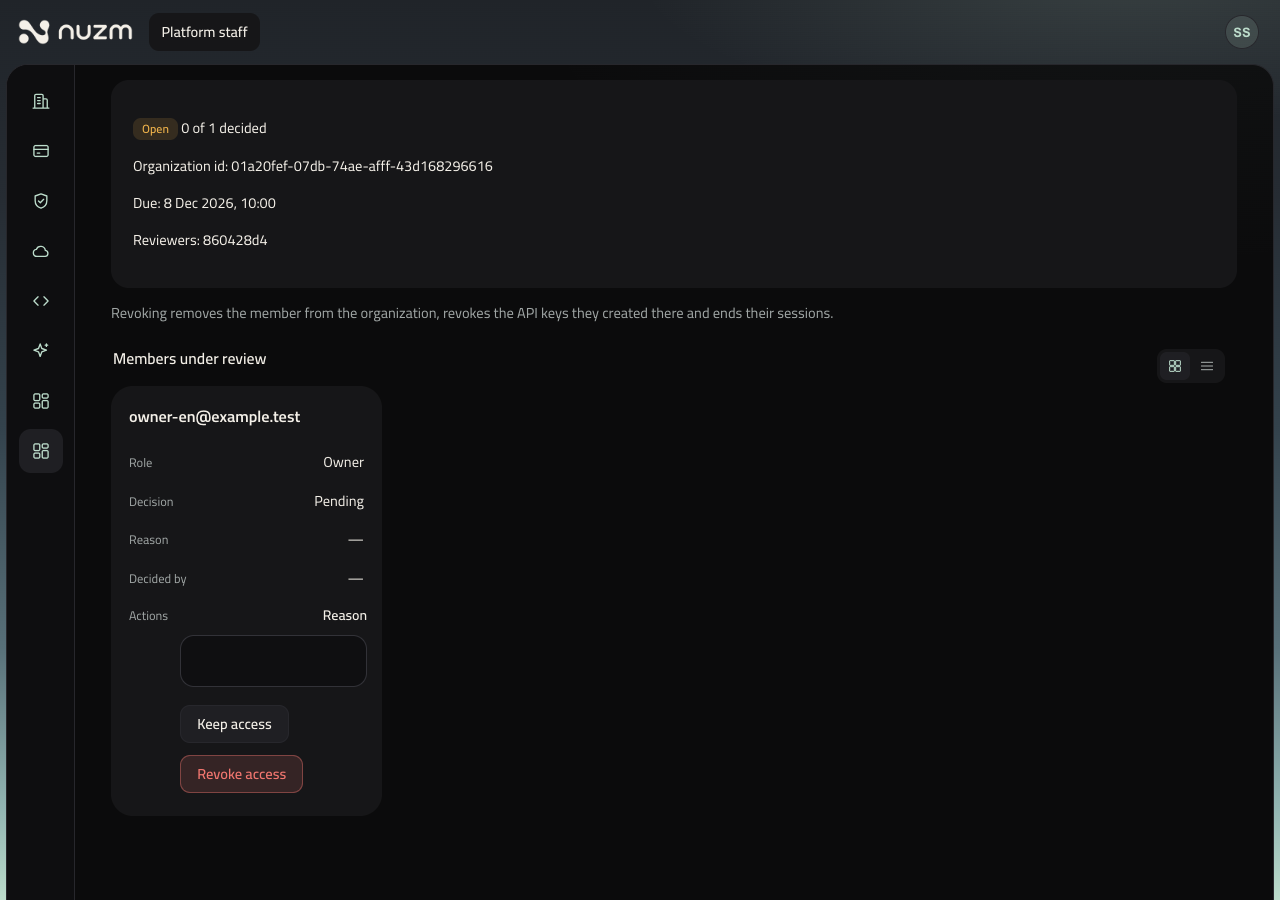 nuzm
Platform staff
SS
Open 0 of 1 decided
Organization id: 01a20fef-07db-74ae-afff-43d168296616
Due: 8 Dec 2026, 10:00
Reviewers: 860428d4
Revoking removes the member from the organization, revokes the API keys they created there and ends their sessions.
Members under review
owner-en@example.test
Role Owner
Decision Pending
Reason —
Decided by —
Actions Reason
Keep access
Revoke access